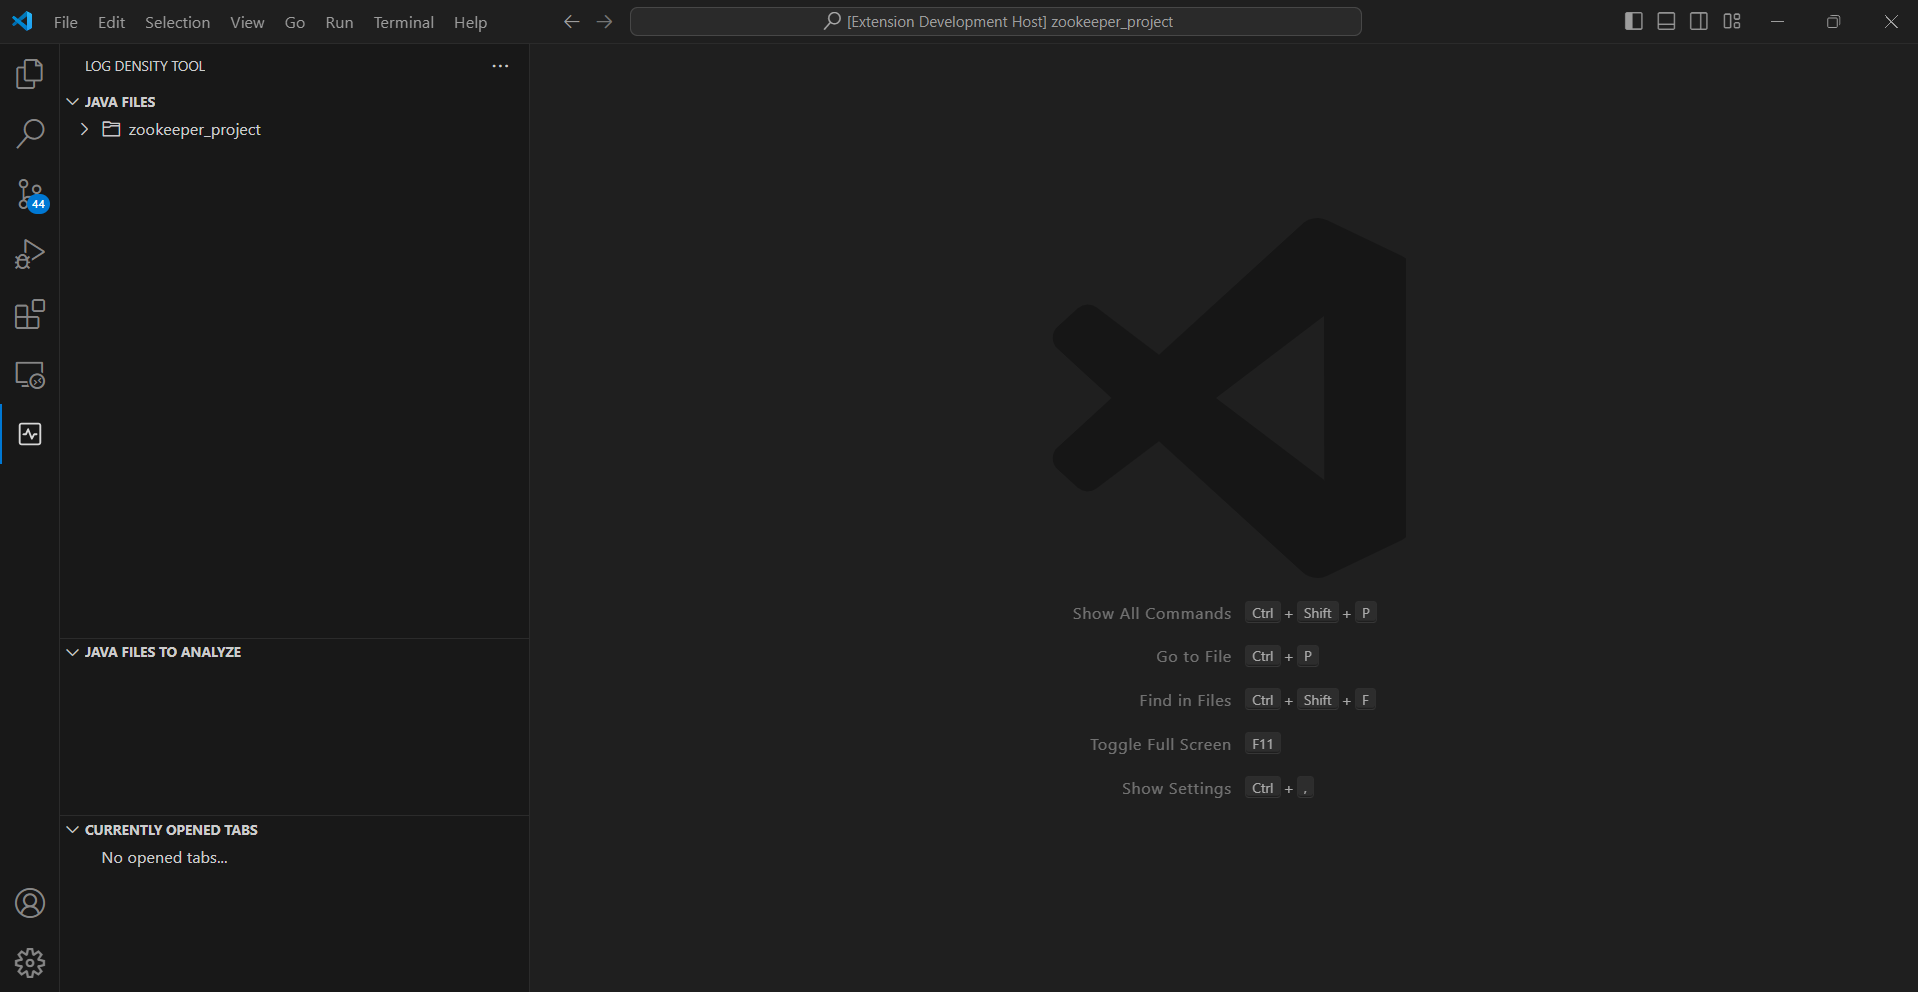 File Edit Selection View Go Run Terminal Help
[Extension Development Host] zookeeper_project
LOG DENSITY TOOL
JAVA FILES
zookeeper_project
44
JAVA FILES TO ANALYZE
CURRENTLY OPENED TABS
No opened tabs...
Show All Commands Ctrl + Shift + P
Go to File Ctrl + P
Find in Files Ctrl + Shift + F
Toggle Full Screen F11
Show Settings Ctrl + ,